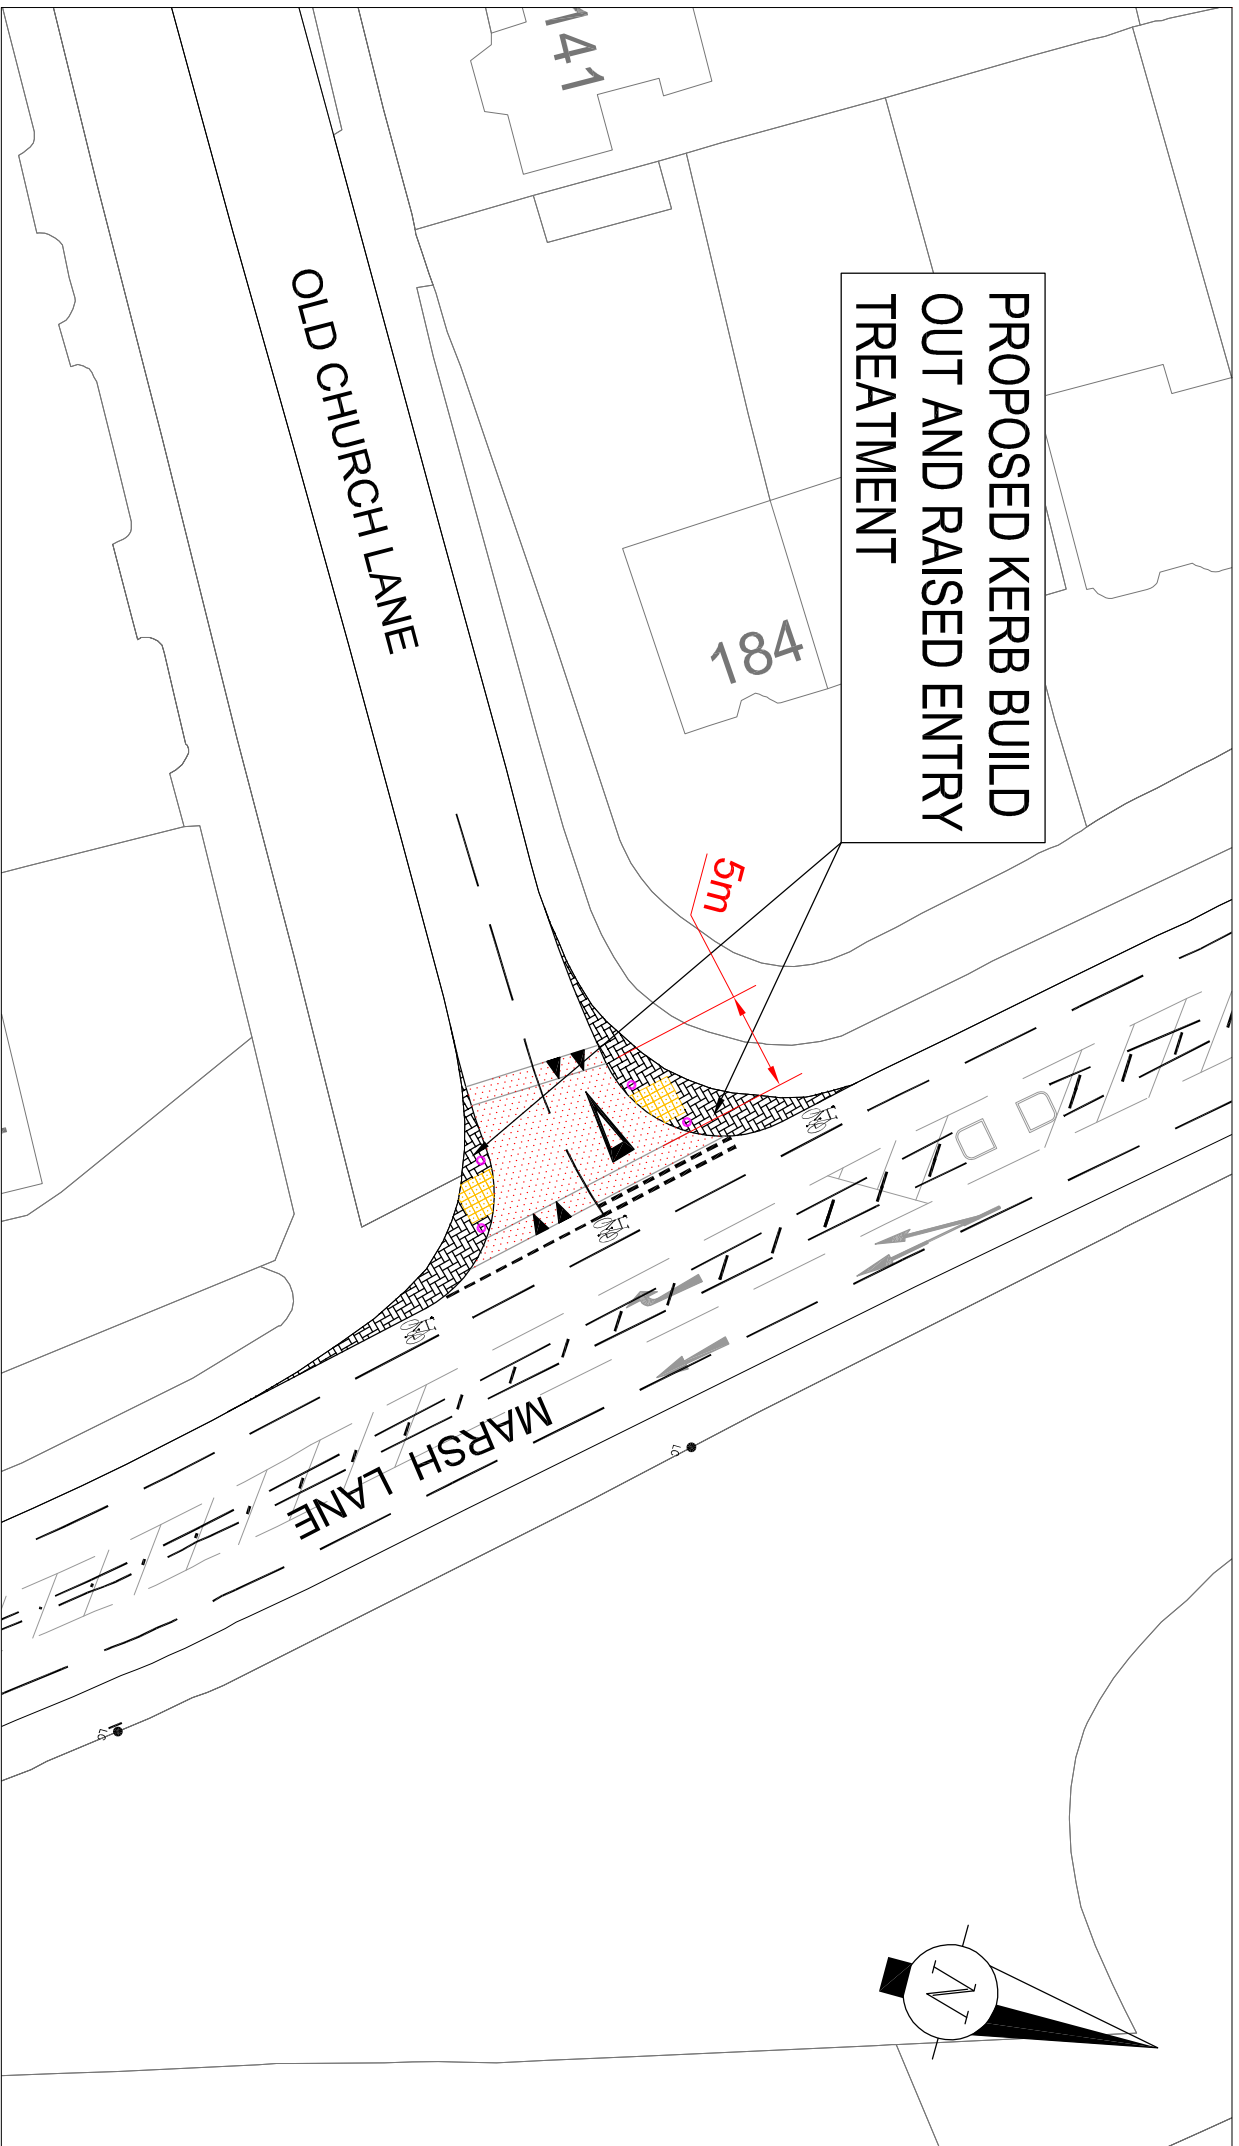 PROPOSED KERB BUILD
OUT AND RAISED ENTRY
TREATMENT
141
184
OLD CHURCH LANE
5m
MARSH LANE
N